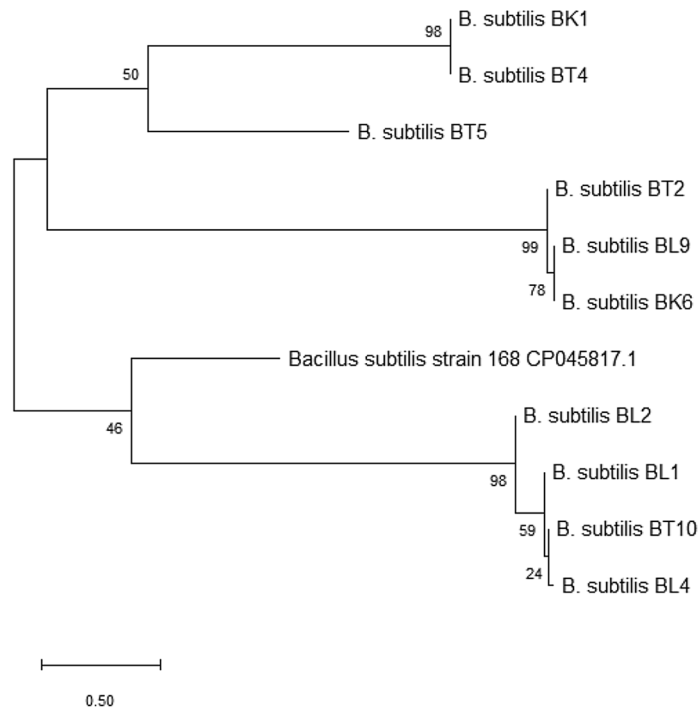 98
B. subtilis BK1
50
B. subtilis BT4
B. subtilis BT5
B. subtilis BT2
99
B. subtilis BL9
78
B. subtilis BK6
Bacillus subtilis strain 168 CP045817.1
46
B. subtilis BL2
98
B. subtilis BL1
59
B. subtilis BT10
24
B. subtilis BL4
0.50